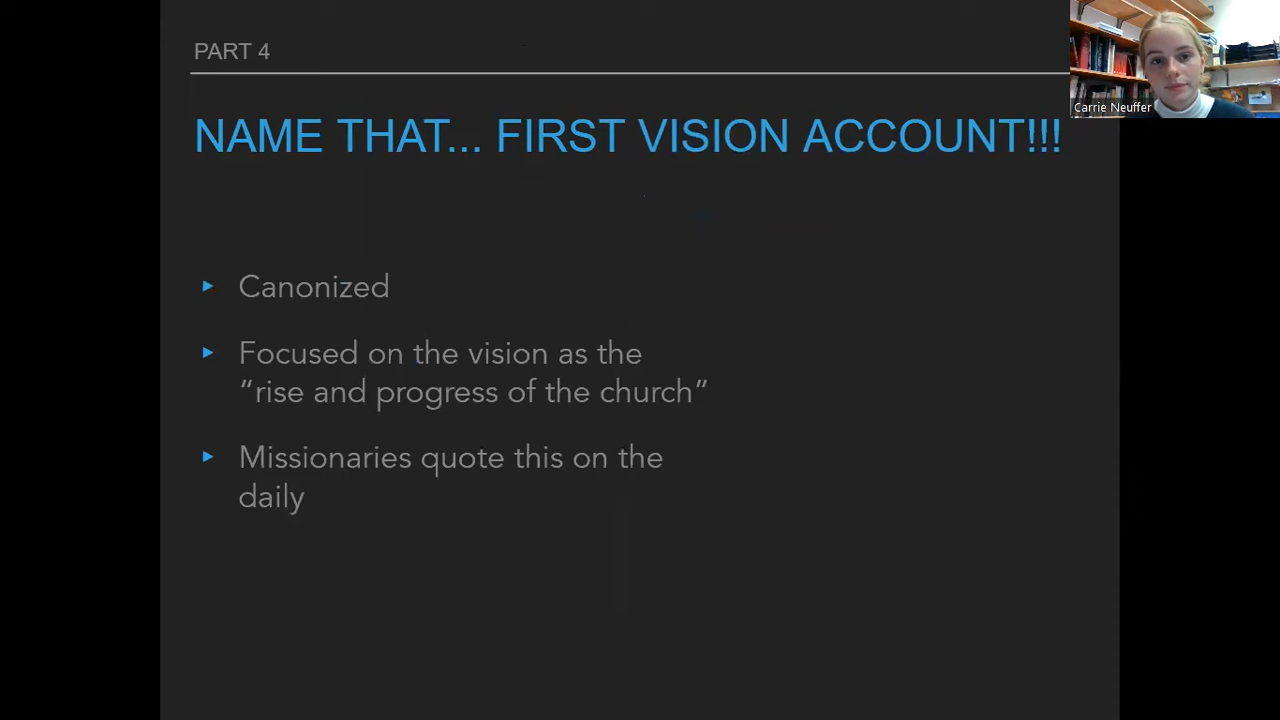 PART 4
NAME THAT... FIRST VISION ACCOUNT!!!
Carrie Neuffer
▸ Canonized
▸ Focused on the vision as the
“rise and progress of the church”
▸ Missionaries quote this on the
daily